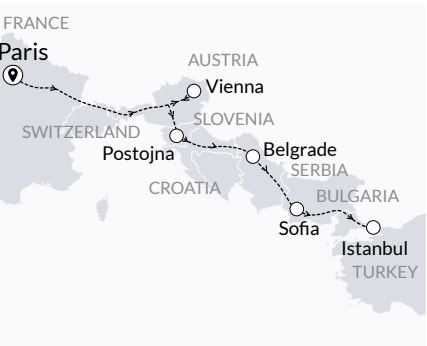 FRANCE
Paris
AUSTRIA
Vienna
SWITZERLAND
SLOVENIA
Postojna
Belgrade
SERBIA
CROATIA
BULGARIA
Sofia
Istanbul
TURKEY